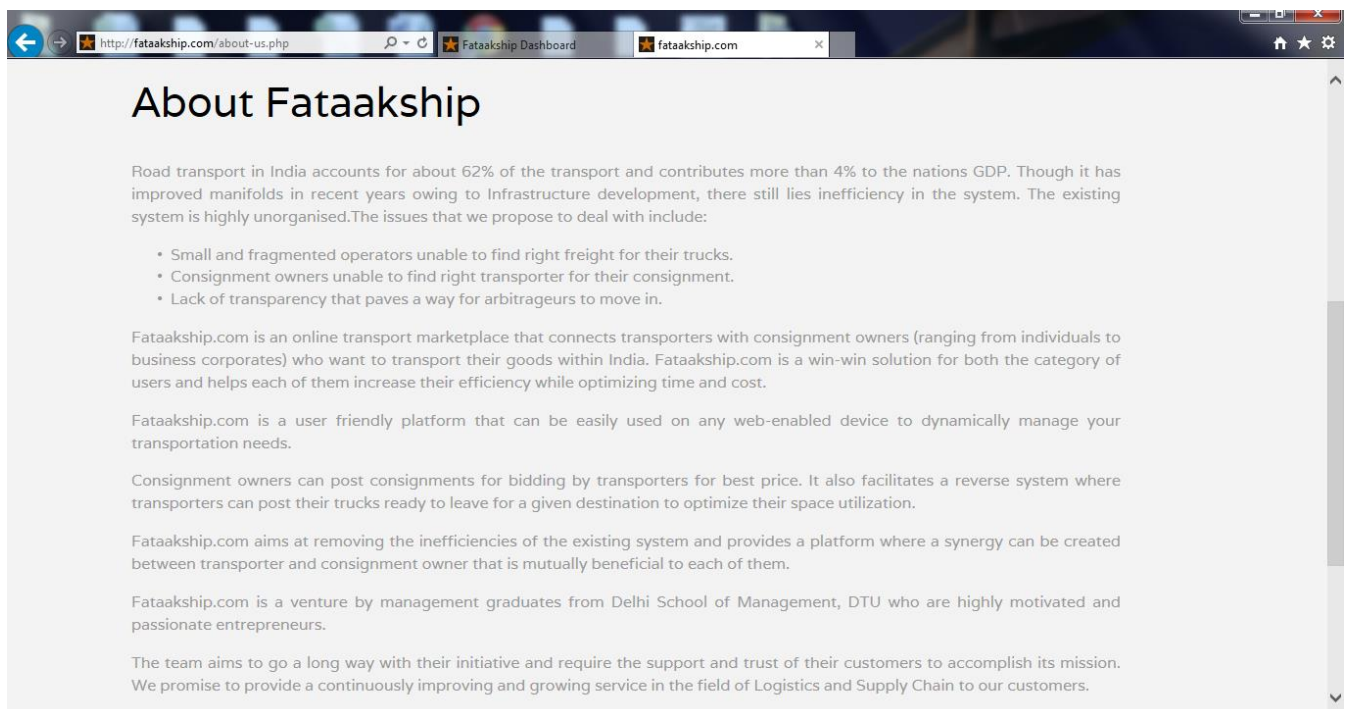 http://fataakship.com/about-us.php
Fataakship Dashboard
fataakship.com
About Fataakship
Road transport in India accounts for about 62% of the transport and contributes more than 4% to the nations GDP. Though it has
improved manifolds in recent years owing to Infrastructure development, there still lies inefficiency in the system. The existing
system is highly unorganised.The issues that we propose to deal with include:
• Small and fragmented operators unable to find right freight for their trucks.
• Consignment owners unable to find right transporter for their consignment.
• Lack of transparency that paves a way for arbitrageurs to move in.
Fataakship.com is an online transport marketplace that connects transporters with consignment owners (ranging from individuals to
business corporates) who want to transport their goods within India. Fataakship.com is a win-win solution for both the category of
users and helps each of them increase their efficiency while optimizing time and cost.
Fataakship.com is a user friendly platform that can be easily used on any web-enabled device to dynamically manage your
transportation needs.
Consignment owners can post consignments for bidding by transporters for best price. It also facilitates a reverse system where
transporters can post their trucks ready to leave for a given destination to optimize their space utilization.
Fataakship.com aims at removing the inefficiencies of the existing system and provides a platform where a synergy can be created
between transporter and consignment owner that is mutually beneficial to each of them.
Fataakship.com is a venture by management graduates from Delhi School of Management, DTU who are highly motivated and
passionate entrepreneurs.
The team aims to go a long way with their initiative and require the support and trust of their customers to accomplish its mission.
We promise to provide a continuously improving and growing service in the field of Logistics and Supply Chain to our customers.